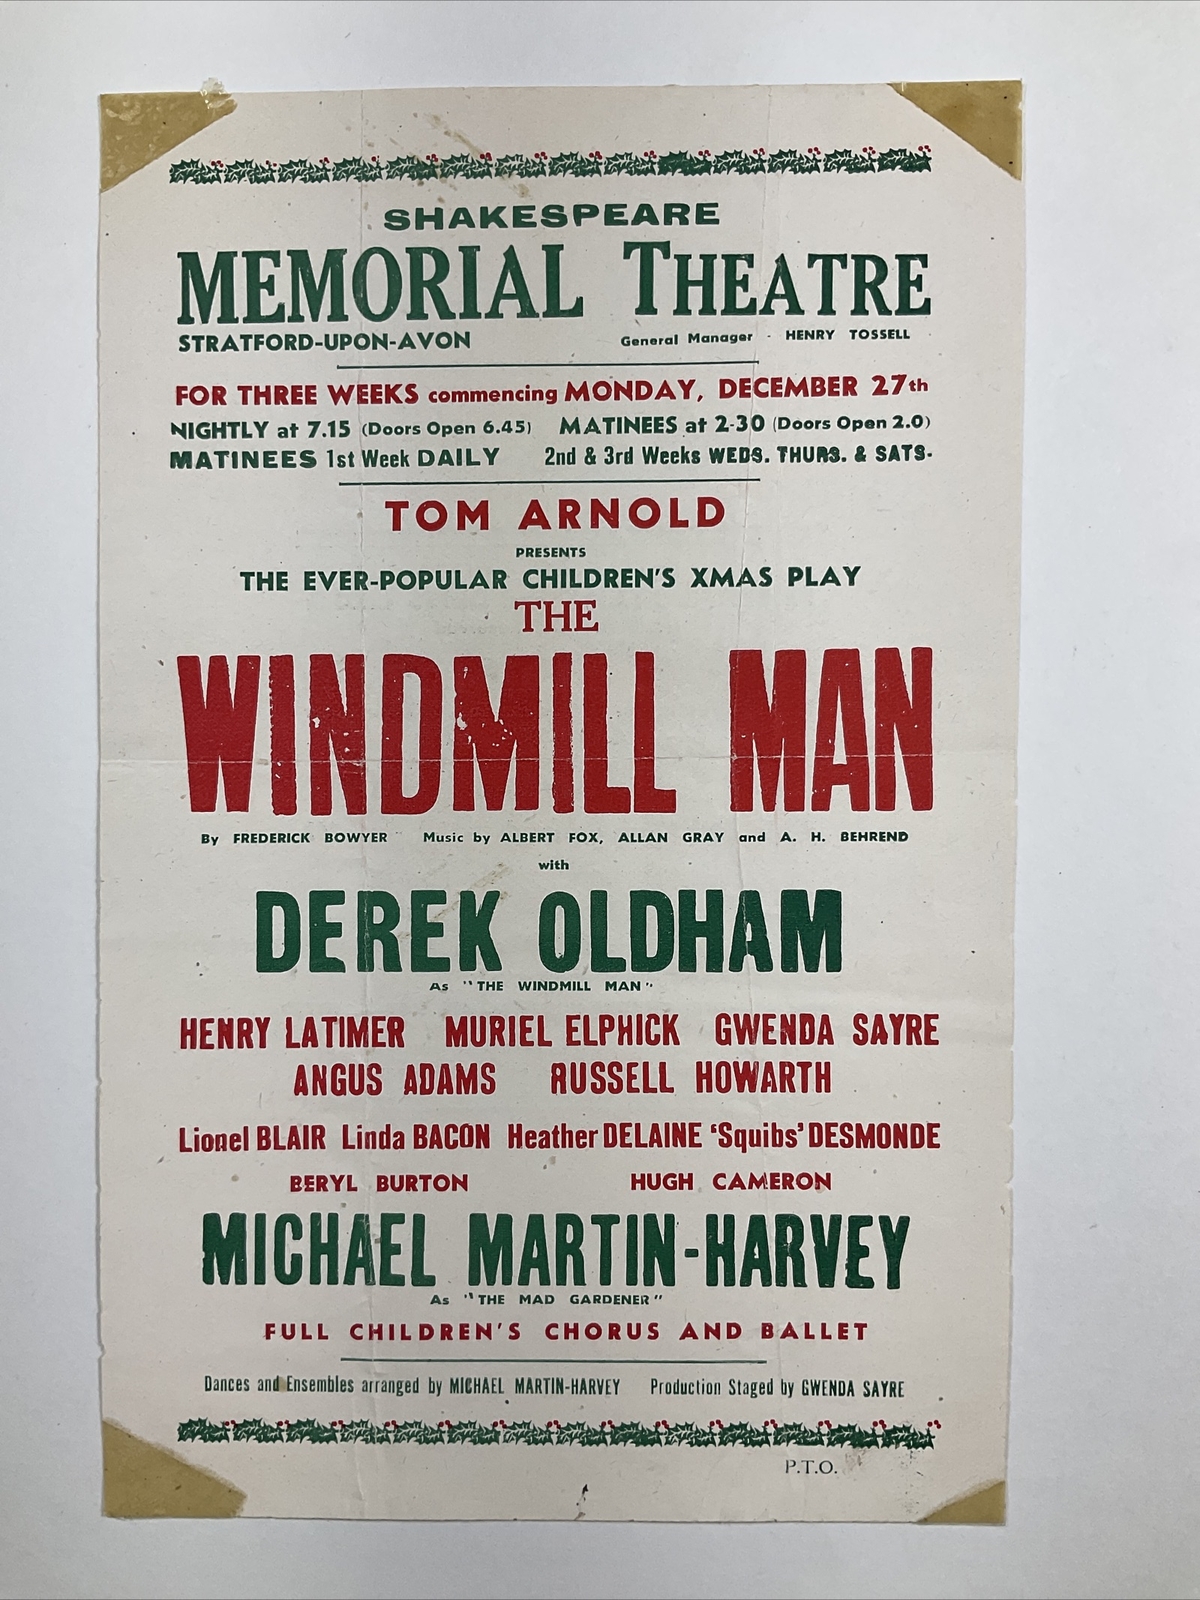 SHAKESPEARE
MEMORIAL THEATRE
STRATFORD-UPON-AVON General Manager - HENRY TOSSELL
FOR THREE WEEKS commencing MONDAY, DECEMBER 27th
NIGHTLY at 7.15 (Doors Open 6.45) MATINEES at 2-30 (Doors Open 2.0)
MATINEES 1st Week DAILY 2nd & 3rd Weeks WEDS. THURS. & SATS.
TOM ARNOLD
PRESENTS
THE EVER-POPULAR CHILDREN'S XMAS PLAY
THE
WINDMILL MAN
By FREDERICK BOWYER Music by ALBERT FOX, ALLAN GRAY and A. H. BEHREND
with
DEREK OLDHAM
As "THE WINDMILL MAN"
HENRY LATIMER MURIEL ELPHICK GWENDA SAYRE
ANGUS ADAMS RUSSELL HOWARTH
Lionel BLAIR Linda BACON Heather DELAINE 'Squibs' DESMONDE
BERYL BURTON HUGH CAMERON
MICHAEL MARTIN-HARVEY
As "THE MAD GARDENER"
FULL CHILDREN'S CHORUS AND BALLET
Dances and Ensembles arranged by MICHAEL MARTIN-HARVEY Production Staged by GWENDA SAYRE
P.T.O.